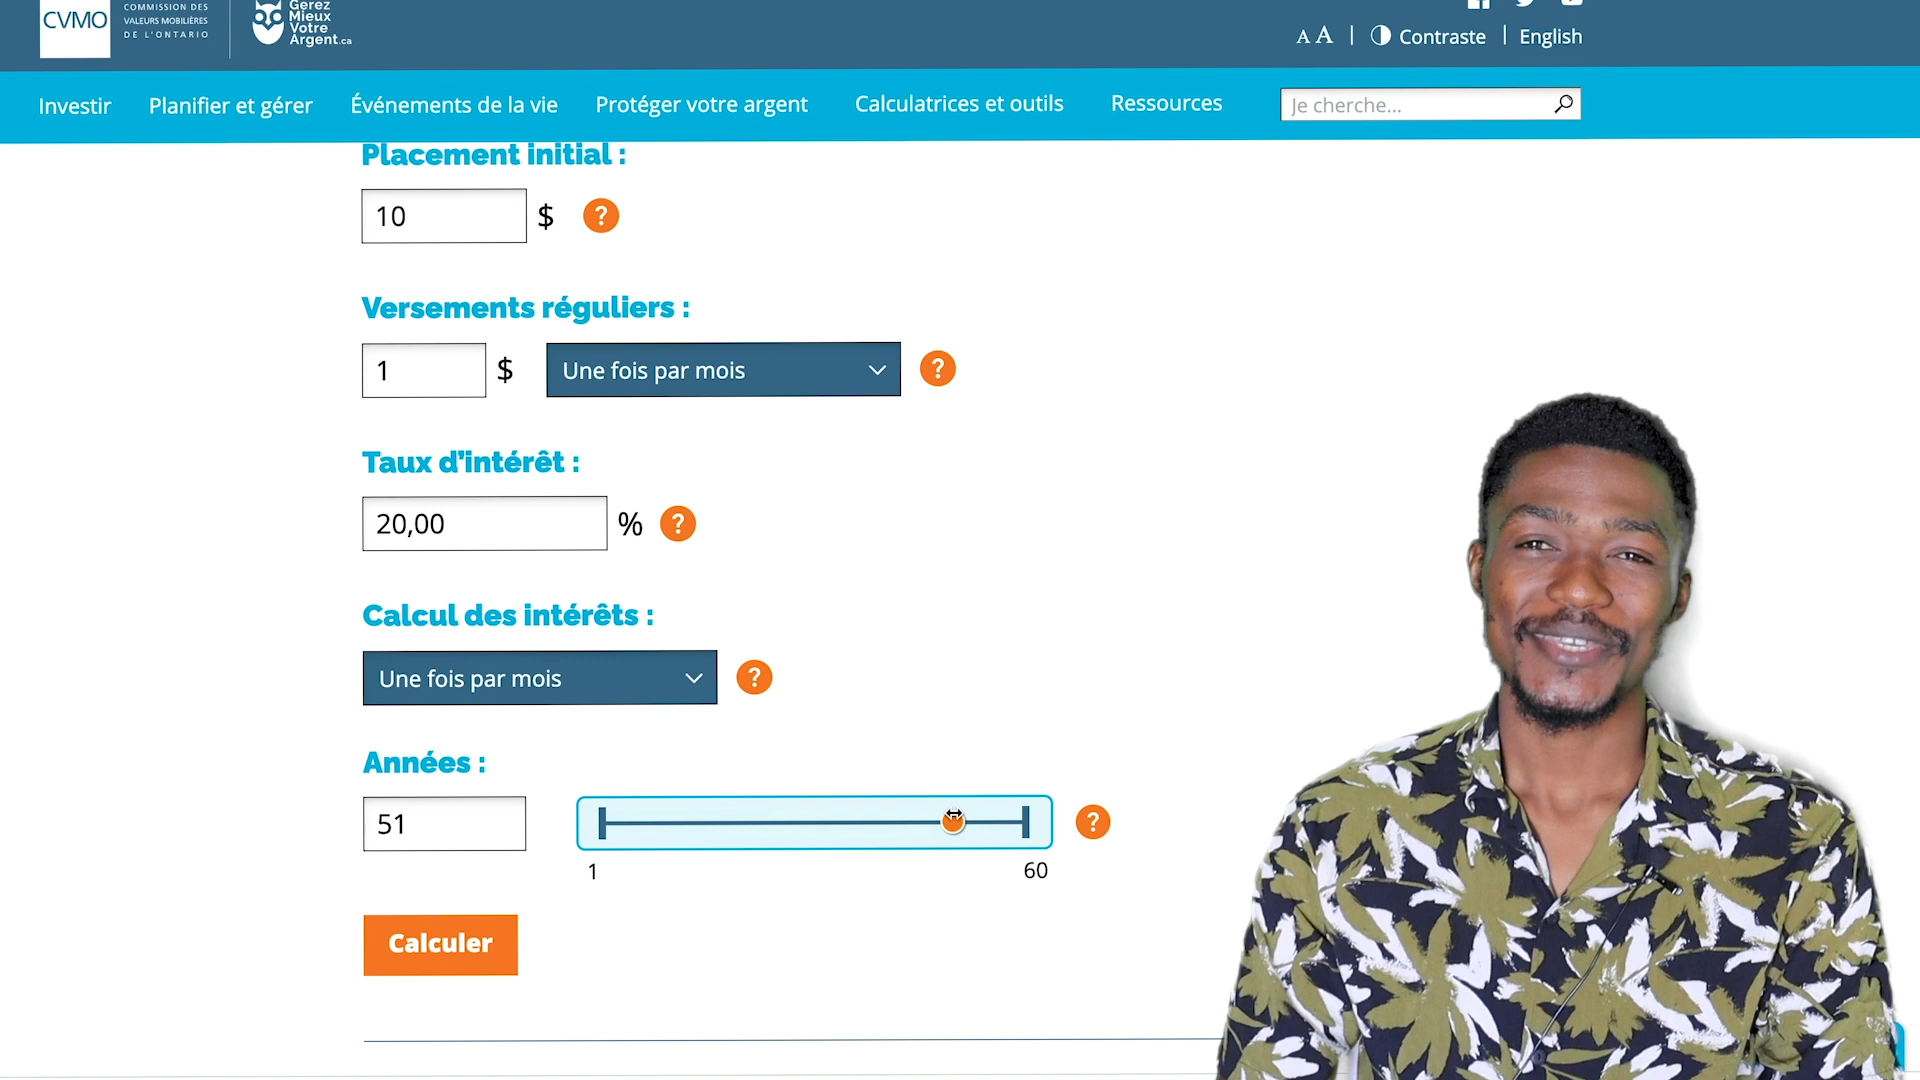 CVMO
COMMISSION DES
VALEURS MOBILIÈRES
DE L'ONTARIO
Gerez
Mieux
Votre
Argent.ca
A A | Contraste | English
Investir
Planifier et gérer
Événements de la vie
Protéger votre argent
Calculatrices et outils
Ressources
Je cherche...
Placement initial :
10 $ ?
Versements réguliers :
1 $ Une fois par mois ?
Taux d'intérêt :
20,00 % ?
Calcul des intérêts :
Une fois par mois ?
Années :
51 ?
1 60
Calculer